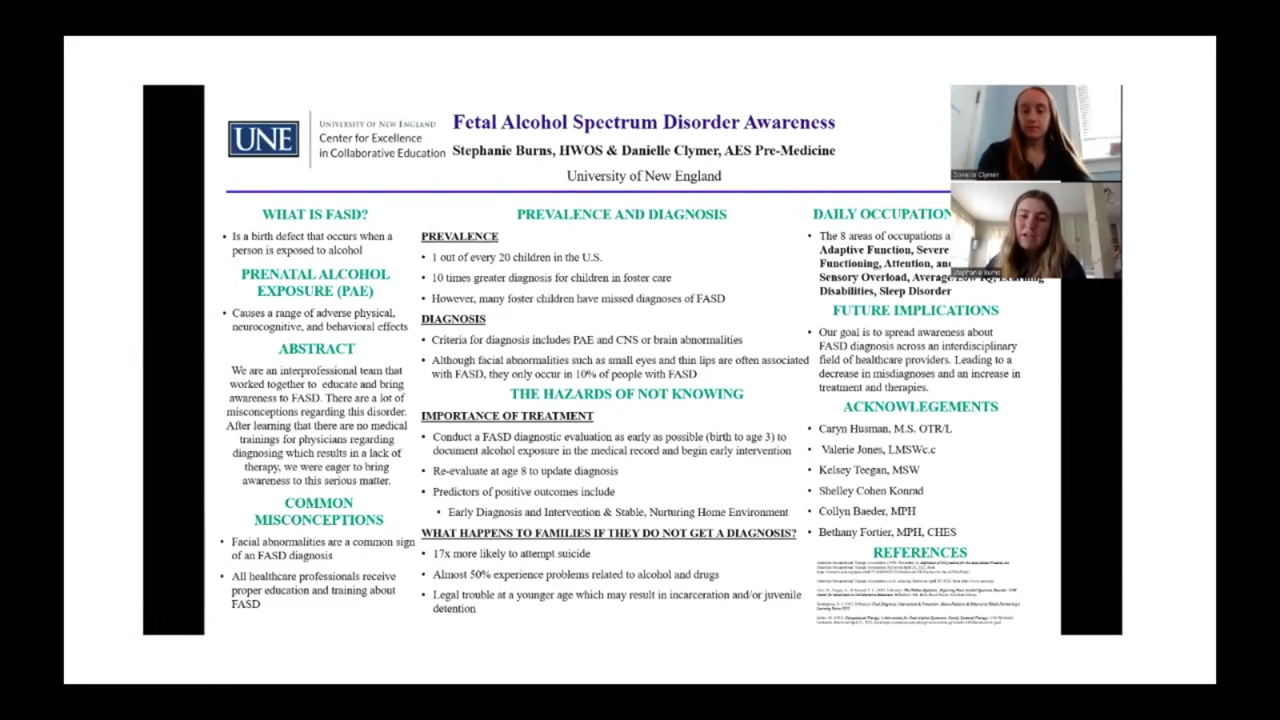 UNE
UNIVERSITY OF NEW ENGLAND
Center for Excellence
in Collaborative Education
Fetal Alcohol Spectrum Disorder Awareness
Stephanie Burns, HWOS & Danielle Clymer, AES Pre-Medicine
University of New England
WHAT IS FASD?
• Is a birth defect that occurs when a
person is exposed to alcohol
PRENATAL ALCOHOL
EXPOSURE (PAE)
• Causes a range of adverse physical,
neurocognitive, and behavioral effects
ABSTRACT
We are an interprofessional team that
worked together to educate and bring
awareness to FASD. There are a lot of
misconceptions regarding this disorder.
After learning that there are no medical
trainings for physicians regarding
diagnosing which results in a lack of
therapy, we were eager to bring
awareness to this serious matter.
COMMON
MISCONCEPTIONS
• Facial abnormalities are a common sign
of an FASD diagnosis
• All healthcare professionals receive
proper education and training about
FASD
PREVALENCE AND DIAGNOSIS
PREVALENCE
• 1 out of every 20 children in the U.S.
• 10 times greater diagnosis for children in foster care
• However, many foster children have missed diagnoses of FASD
DIAGNOSIS
• Criteria for diagnosis includes PAE and CNS or brain abnormalities
• Although facial abnormalities such as small eyes and thin lips are often associated
with FASD, they only occur in 10% of people with FASD
THE HAZARDS OF NOT KNOWING
IMPORTANCE OF TREATMENT
• Conduct a FASD diagnostic evaluation as early as possible (birth to age 3) to
document alcohol exposure in the medical record and begin early intervention
• Re-evaluate at age 8 to update diagnosis
• Predictors of positive outcomes include
• Early Diagnosis and Intervention & Stable, Nurturing Home Environment
WHAT HAPPENS TO FAMILIES IF THEY DO NOT GET A DIAGNOSIS?
• 17x more likely to attempt suicide
• Almost 50% experience problems related to alcohol and drugs
• Legal trouble at a younger age which may result in incarceration and/or juvenile
detention
DAILY OCCUPATION
• The 8 areas of occupations a
Adaptive Function, Severe
Functioning, Attention, and
Sensory Overload, Average/Low IQ, Learning
Disabilities, Sleep Disorder
FUTURE IMPLICATIONS
• Our goal is to spread awareness about
FASD diagnosis across an interdisciplinary
field of healthcare providers. Leading to a
decrease in misdiagnoses and an increase in
treatment and therapies.
ACKNOWLEGEMENTS
• Caryn Husman, M.S. OTR/L
• Valerie Jones, LMSWc.c
• Kelsey Teegan, MSW
• Shelley Cohen Konrad
• Collyn Baeder, MPH
• Bethany Fortier, MPH, CHES
REFERENCES
Danielle Clymer
Stephanie Burns